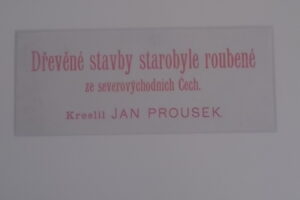 Dřevěné stavby starobyle roubené
ze severovýchodních Čech.
Kreslil JAN PROUSEK.